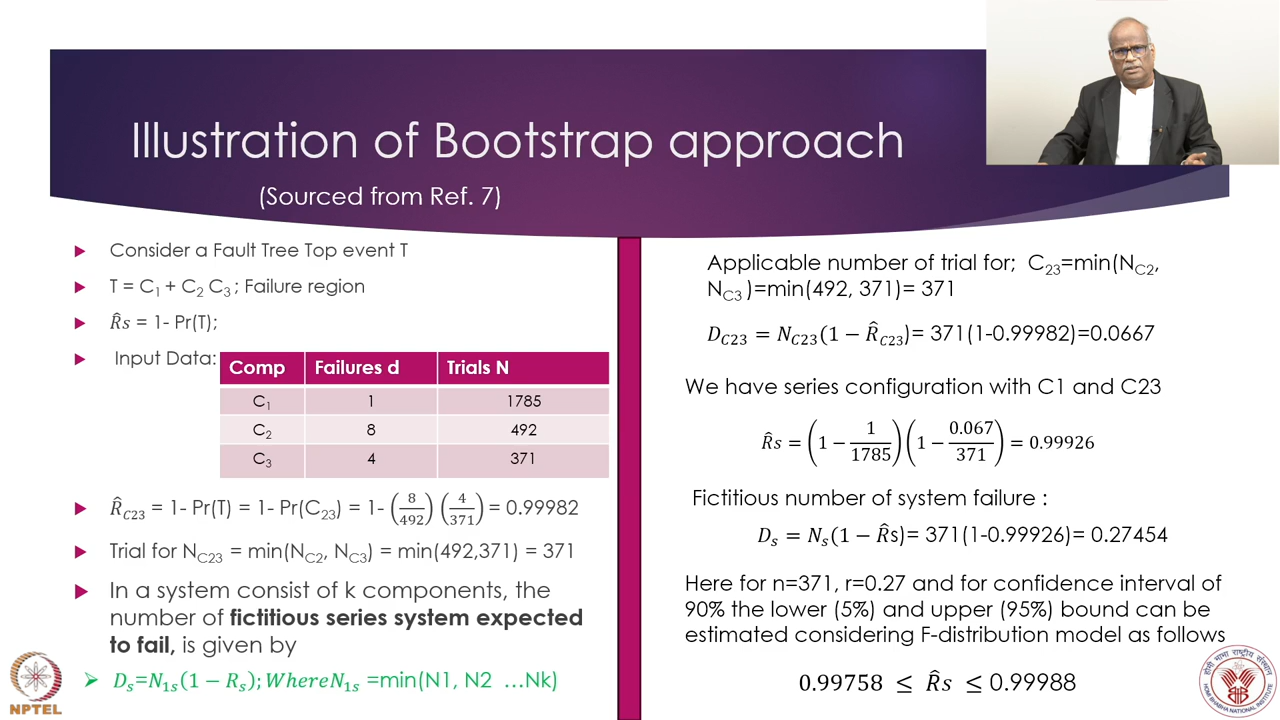 Illustration of Bootstrap approach
(Sourced from Ref. 7)
Consider a Fault Tree Top event T
T = C₁ + C₂ C₃ ; Failure region
R̂s = 1- Pr(T);
Input Data:
Comp Failures d Trials N
C₁ 1 1785
C₂ 8 492
C₃ 4 371
R̂_C23 = 1- Pr(T) = 1- Pr(C₂₃) = 1- (8/492) (4/371) = 0.99982
Trial for N_C23 = min(N_C2, N_C3) = min(492,371) = 371
In a system consist of k components, the
number of fictitious series system expected
to fail, is given by
D_s=N_1s(1 − R_s); WhereN_1s =min(N1, N2 …Nk)
Applicable number of trial for; C₂₃=min(N_C2,
N_C3 )=min(492, 371)= 371
D_C23 = N_C23(1 − R̂_C23)= 371(1-0.99982)=0.0667
We have series configuration with C1 and C23
R̂s = (1 − 1/1785)(1 − 0.067/371) = 0.99926
Fictitious number of system failure :
D_s = N_s(1 − R̂s)= 371(1-0.99926)= 0.27454
Here for n=371, r=0.27 and for confidence interval of
90% the lower (5%) and upper (95%) bound can be
estimated considering F-distribution model as follows
0.99758 ≤ R̂s ≤ 0.99988
NPTEL